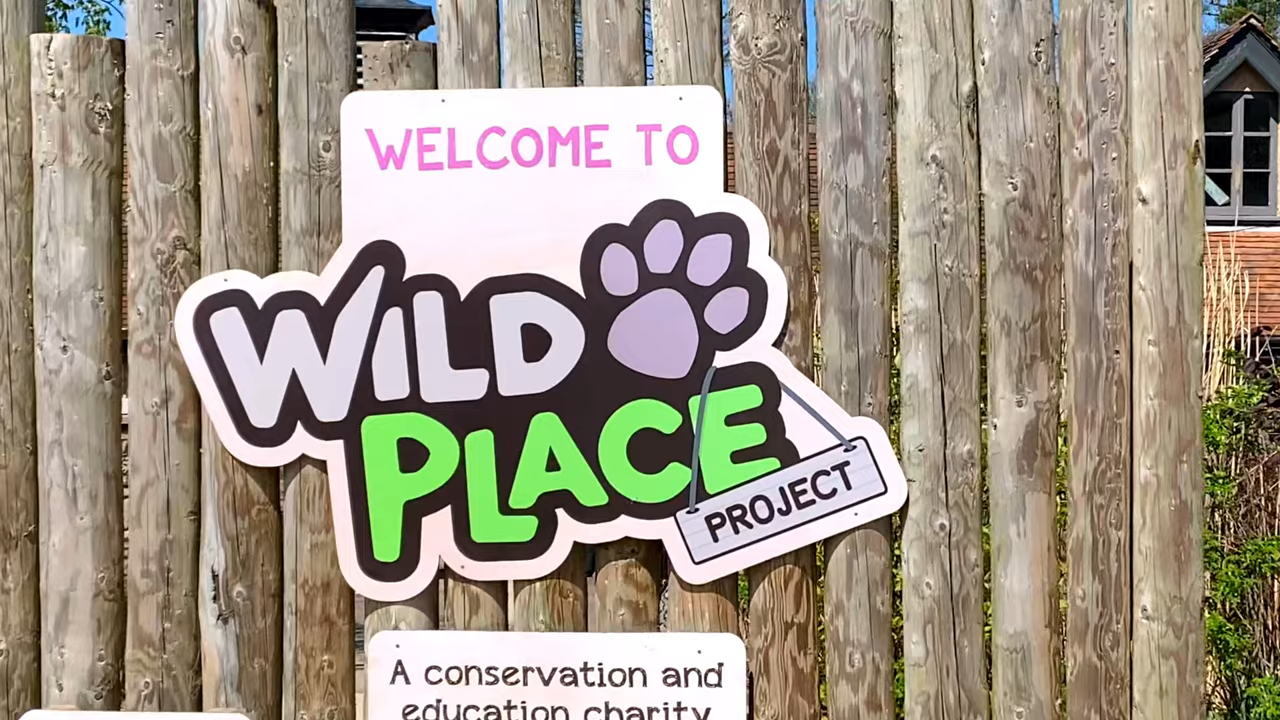 WELCOME TO
WiLD
PLACE
PROJECT
A conservation and
education charity